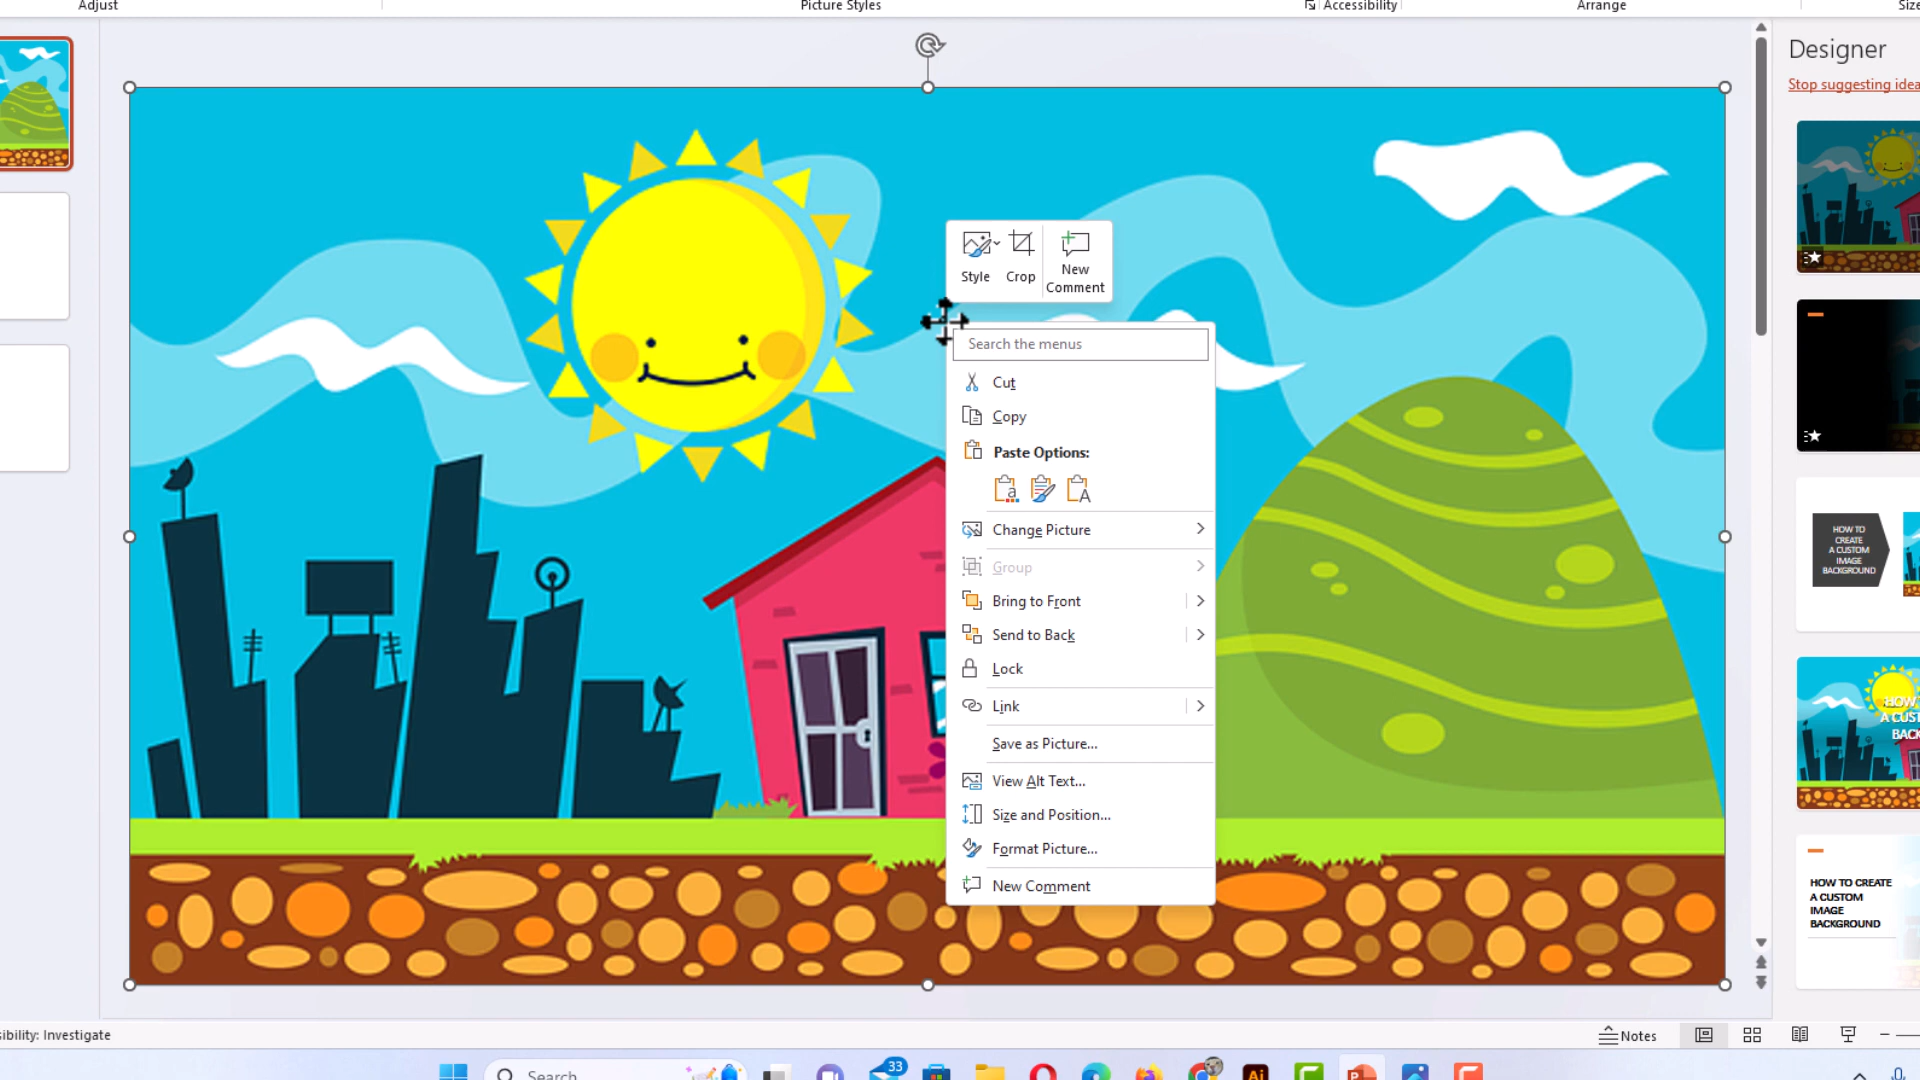 Adjust
Picture Styles
Accessibility
Arrange
Designer
Stop suggesting
Style
Crop
New
Comment
Search the menus
Cut
Copy
Paste Options:
Change Picture
Group
Bring to Front
Send to Back
Lock
Link
Save as Picture...
View Alt Text...
Size and Position...
Format Picture...
New Comment
HOW TO
CREATE
A CUSTOM
IMAGE
BACKGROUND
HOW TO CREATE
A CUSTOM
IMAGE
BACKGROUND
Investigate
Notes
Search
33
Ai